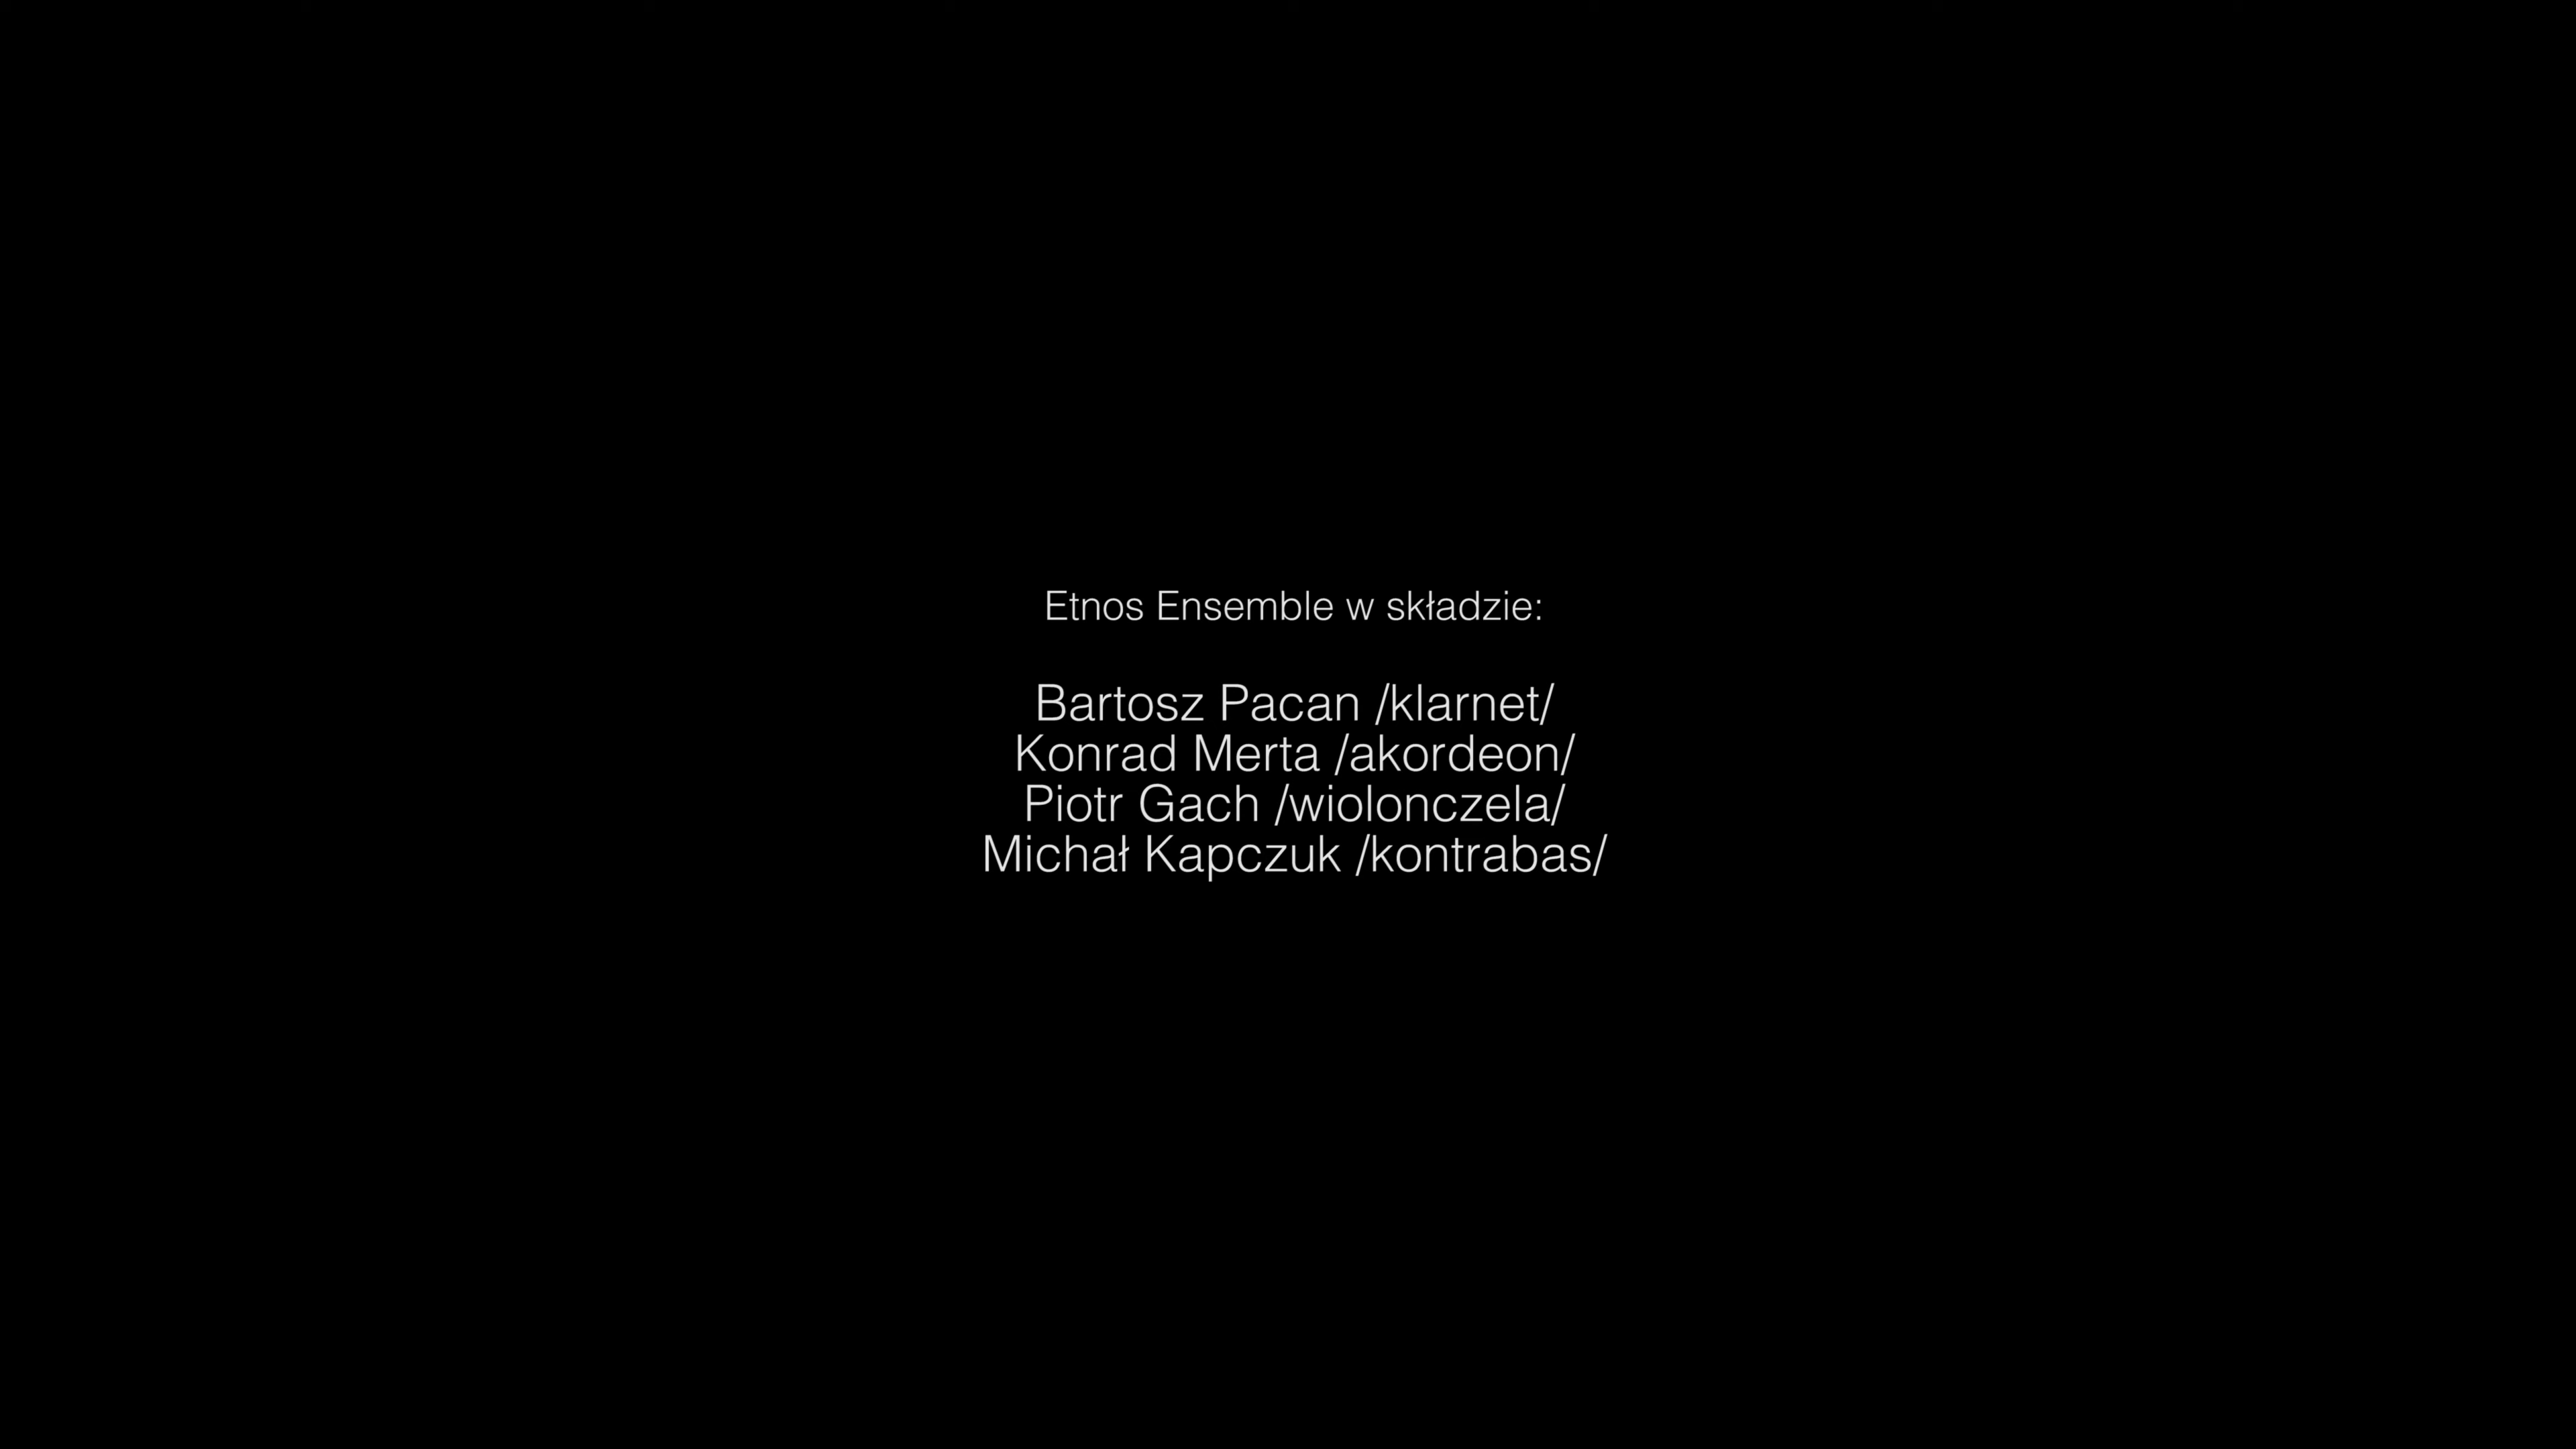 Etnos Ensemble w składzie:
Bartosz Pacan /klarnet/
Konrad Merta /akordeon/
Piotr Gach /wiolonczela/
Michał Kapczuk /kontrabas/